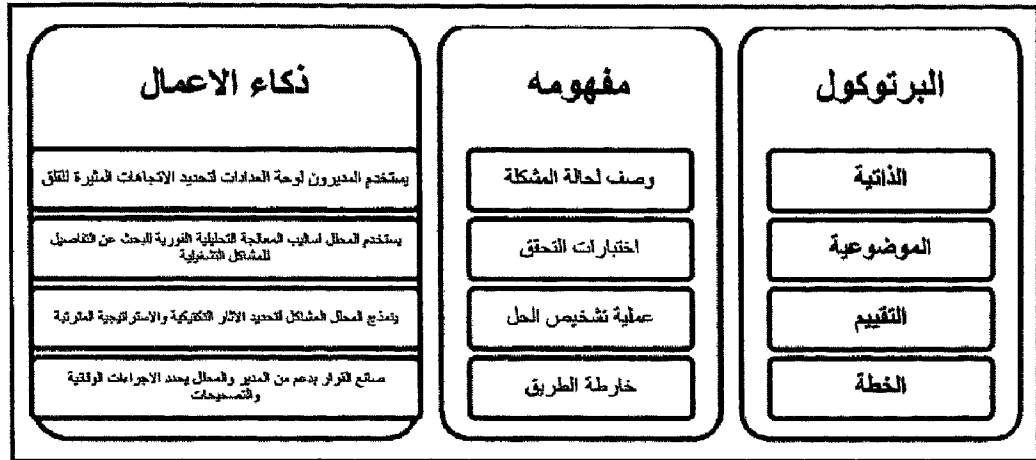 البرتوكول
الذاتية
الموضوعية
التقييم
الخطة
مفهومه
وصف لحالة المشكلة
اختبارات التحقق
عملية تشخيص الحل
خارطة الطريق
ذكاء الاعمال
يستخدم المديرون لوحة العدادات لتحديد الاتجاهات المثيرة للقلق
يستخدم المحلل اساليب المعالجة التحليلية الفورية للبحث عن التفاصيل
للمشاكل التشغيلية
ينمذج المحلل المشاكل لتحديد الاثار التكتيكية والاستراتيجية المترتبة
صانع القرار بدعم من المدير والمحلل يحدد الاجراءات الوقائية
والتصحيحات